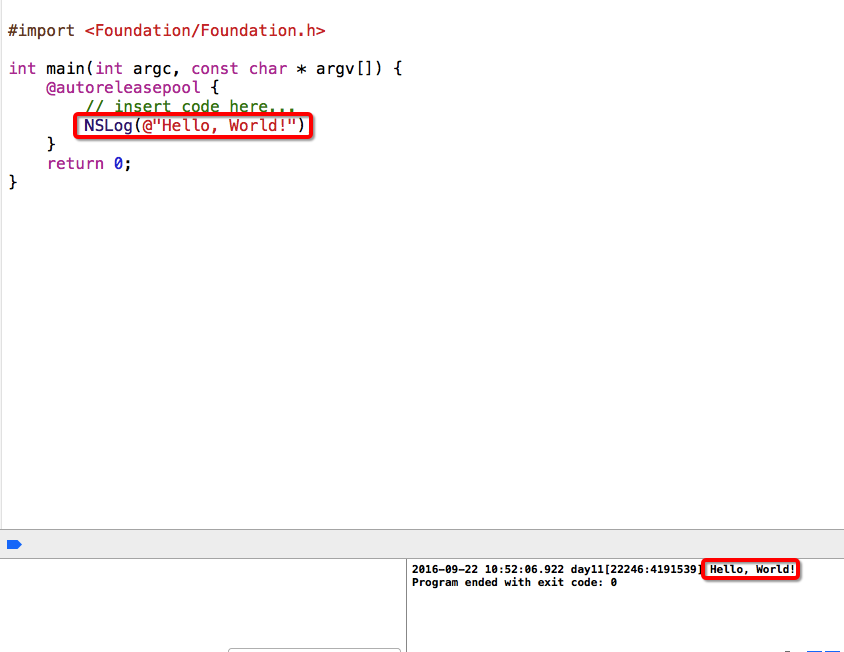 #import <Foundation/Foundation.h>
int main(int argc, const char * argv[]) {
@autoreleasepool {
// insert code here...
NSLog(@"Hello, World!")
}
return 0;
}
2016-09-22 10:52:06.922 day11[22246:4191539] Hello, World!
Program ended with exit code: 0